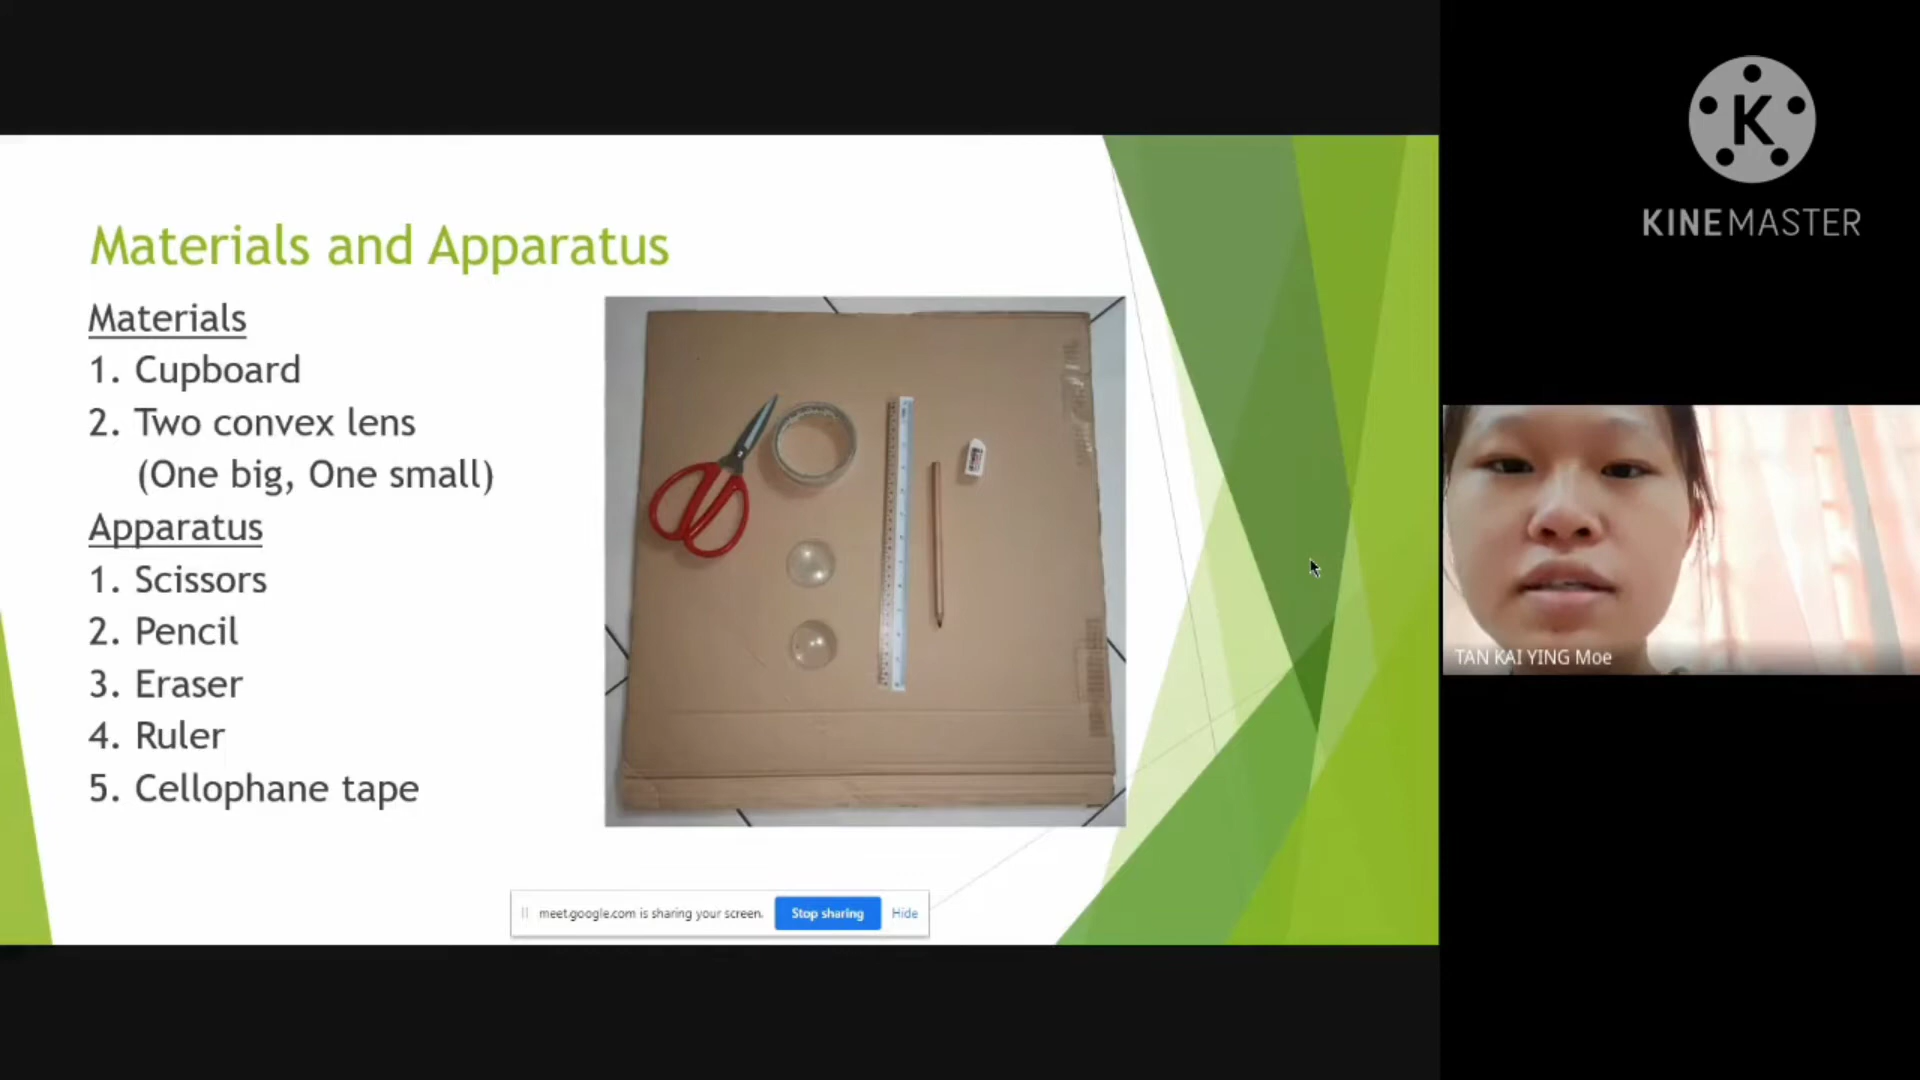 Materials and Apparatus
Materials
1. Cupboard
2. Two convex lens
(One big, One small)
Apparatus
1. Scissors
2. Pencil
3. Eraser
4. Ruler
5. Cellophane tape
meet.google.com is sharing your screen.
Stop sharing
Hide
K
KINEMASTER
TAN KAI YING Moe